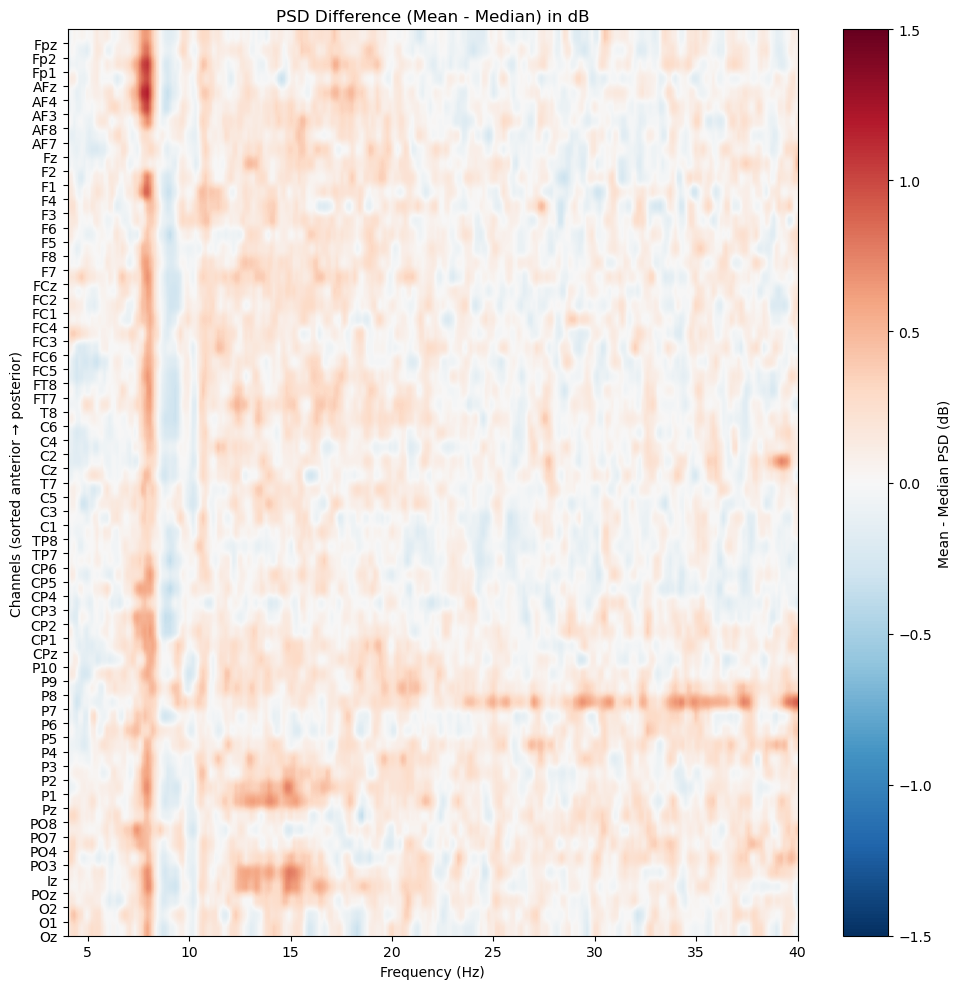 PSD Difference (Mean - Median) in dB
Channels (sorted anterior → posterior)
Fpz
Fp2
Fp1
AFz
AF4
AF3
AF8
AF7
Fz
F2
F1
F4
F3
F6
F5
F8
F7
FCz
FC2
FC1
FC4
FC3
FC6
FC5
FT8
FT7
T8
C6
C4
C2
Cz
T7
C5
C3
C1
TP8
TP7
CP6
CP5
CP4
CP3
CP2
CP1
CPz
P10
P9
P8
P7
P6
P5
P4
P3
P2
P1
Pz
PO8
PO7
PO4
PO3
Iz
POz
O2
O1
Oz
5 10 15 20 25 30 35 40
Frequency (Hz)
1.5
1.0
0.5
0.0
−0.5
−1.0
−1.5
Mean - Median PSD (dB)